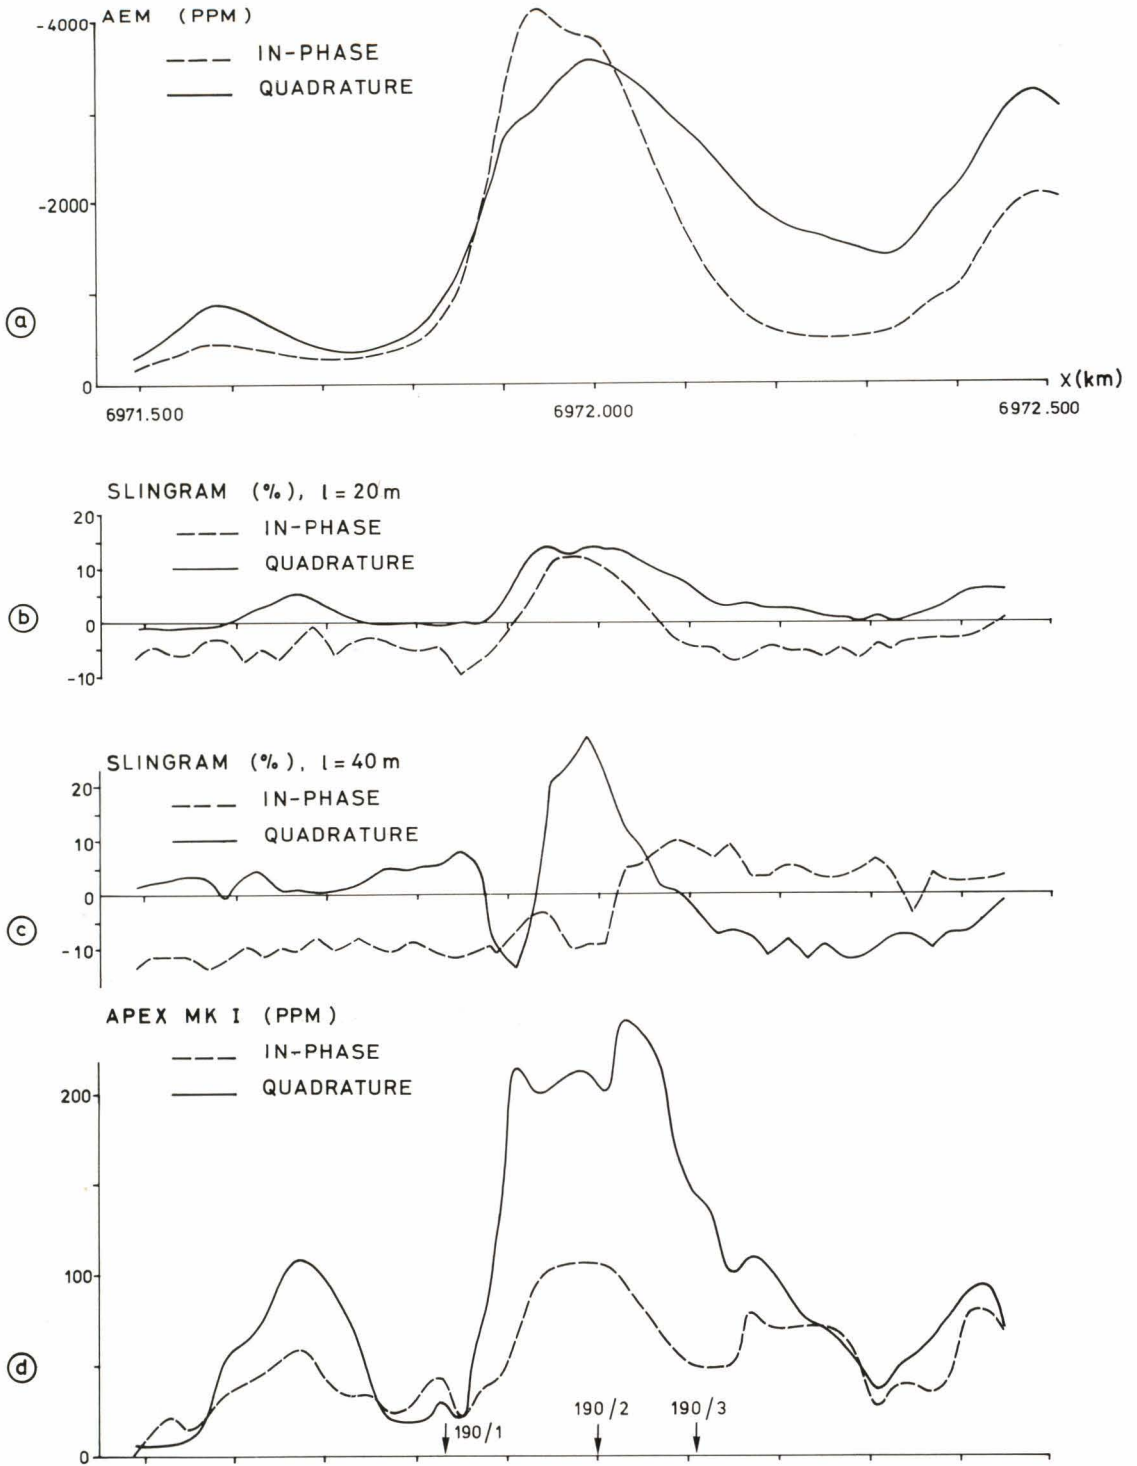 AEM (PPM)
IN-PHASE
QUADRATURE
-4000
-2000
0
X(km)
6971.500
6972.000
6972.500
a
SLINGRAM (%), l = 20 m
IN-PHASE
QUADRATURE
20
10
0
-10
b
SLINGRAM (%), l = 40 m
IN-PHASE
QUADRATURE
20
10
0
-10
c
APEX MK I (PPM)
IN-PHASE
QUADRATURE
200
100
0
190/1
190/2
190/3
d